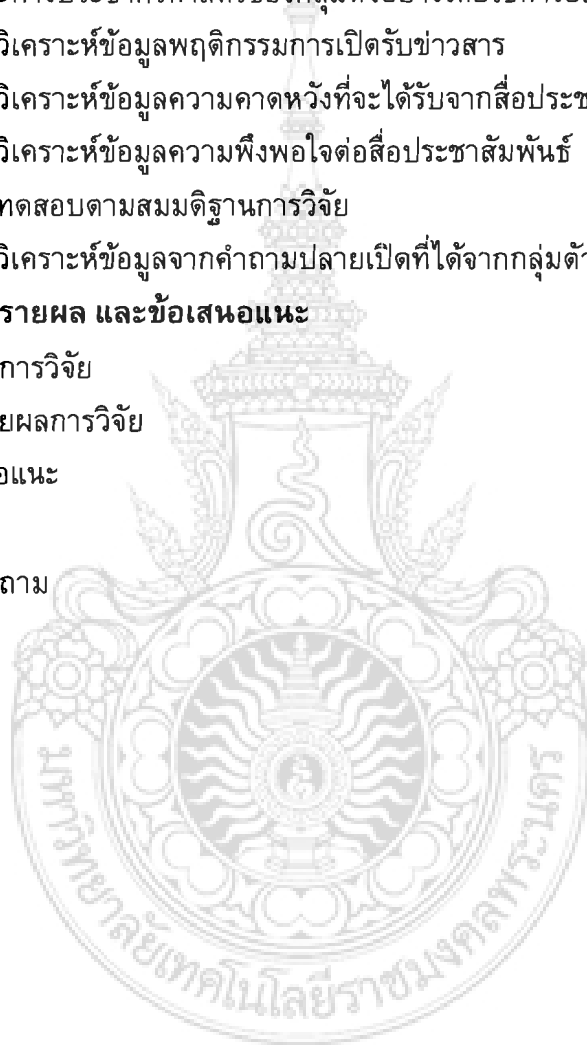 วิเคราะห์ข้อมูลพฤติกรรมการเปิดรับข่าวสาร
วิเคราะห์ข้อมูลความคาดหวังที่จะได้รับจากสื่อประช
วิเคราะห์ข้อมูลความพึงพอใจต่อสื่อประชาสัมพันธ์
ทดสอบตามสมมติฐานการวิจัย
วิเคราะห์ข้อมูลจากคำถามปลายเปิดที่ได้จากกลุ่มตัว
รายผล และข้อเสนอแนะ
การวิจัย
ยผลการวิจัย
อแนะ
ถาม
มหาวิทยาลัยเทคโนโลยีราชมงคลพระนคร